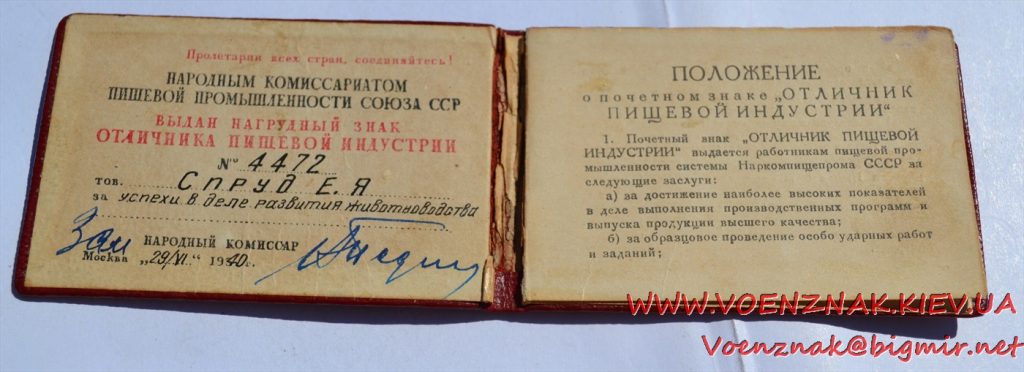 Пролетарии всех стран, соединяйтесь!
НАРОДНЫМ КОМИССАРИАТОМ
ПИЩЕВОЙ ПРОМЫШЛЕННОСТИ СОЮЗА ССР
ВЫДАН НАГРУДНЫЙ ЗНАК
ОТЛИЧНИКА ПИЩЕВОЙ ИНДУСТРИИ
№ 4472
тов. СПРУД Е.Я
за успехи в деле развития животноводства
Зам НАРОДНЫЙ КОМИССАР
Москва „29/VI" 1940г.
ПОЛОЖЕНИЕ
о почетном знаке „ОТЛИЧНИК
ПИЩЕВОЙ ИНДУСТРИИ"
1. Почетный знак „ОТЛИЧНИК ПИЩЕВОЙ
ИНДУСТРИИ" выдается работникам пищевой про-
мышленности системы Наркомпищепрома СССР за
следующие заслуги:
а) за достижение наиболее высоких показателей
в деле выполнения производственных программ и
выпуска продукции высшего качества;
б) за образцовое проведение особо ударных работ
и заданий;
WWW.VOENZNAK.KIEV.UA
Voenznak@bigmir.net